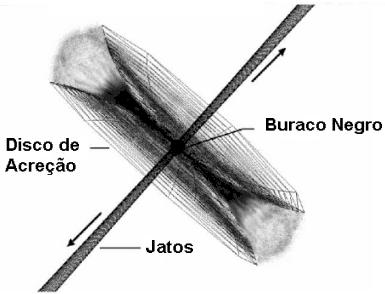 Buraco Negro
Disco de
Acreção
Jatos